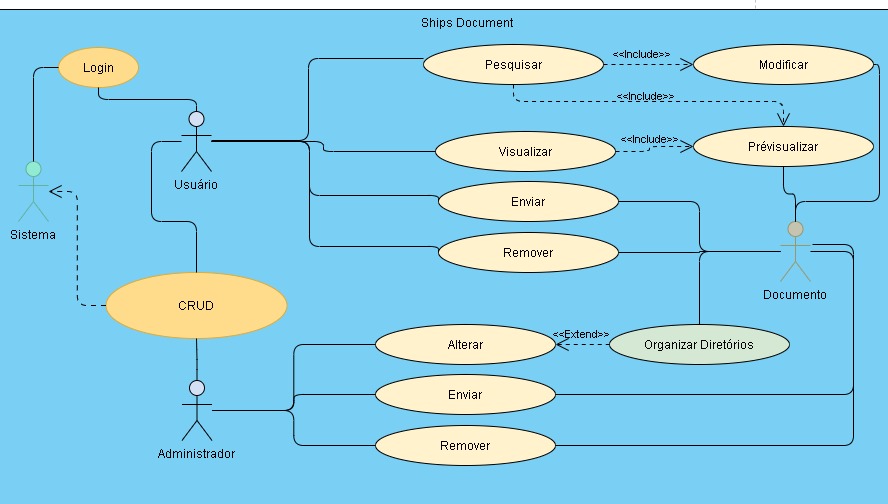 Ships Document
Login
Pesquisar
<<Include>>
Modificar
<<Include>>
Usuário
Visualizar
<<Include>>
Prévisualizar
Enviar
Sistema
Remover
Documento
CRUD
Alterar
<<Extend>>
Organizar Diretórios
Enviar
Administrador
Remover